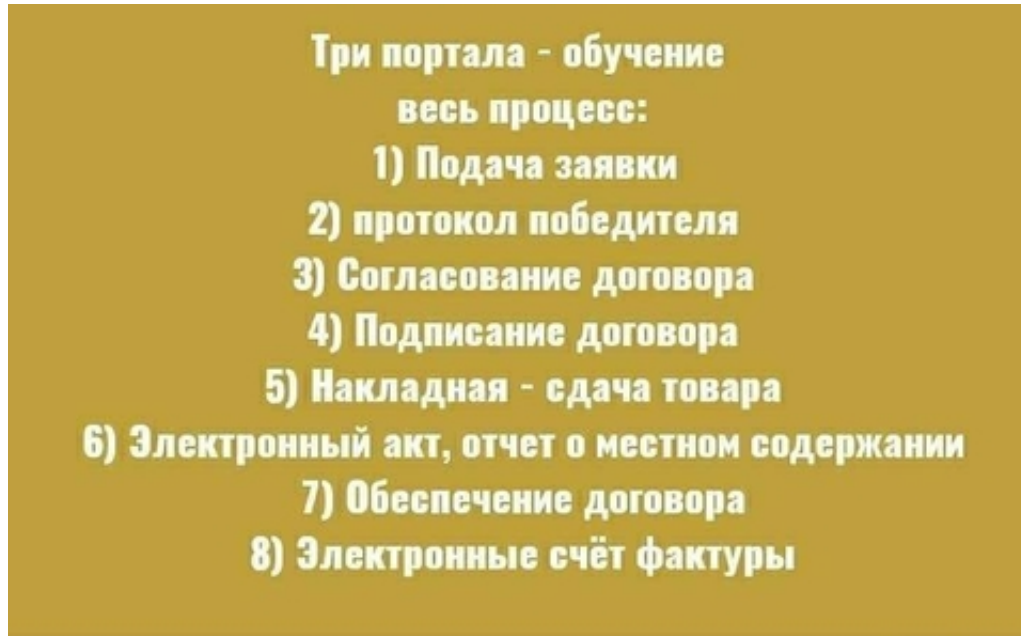 Три портала - обучение
весь процесс:
1) Подача заявки
2) протокол победителя
3) Согласование договора
4) Подписание договора
5) Накладная - сдача товара
6) Электронный акт, отчет о местном содержании
7) Обеспечение договора
8) Электронные счёт фактуры